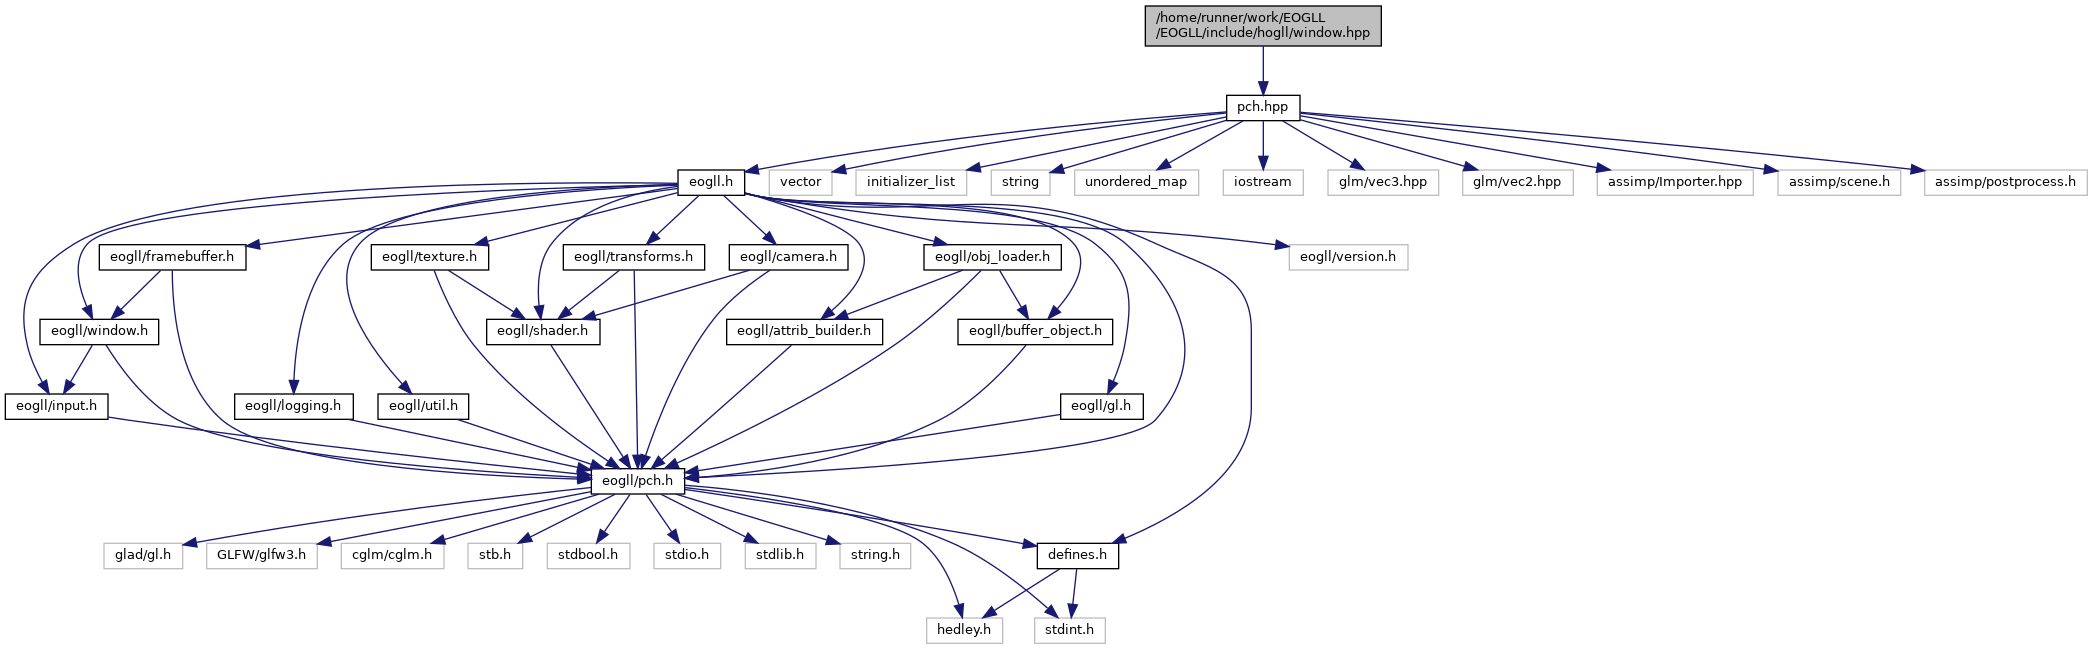 /home/runner/work/EOGLL
/EOGLL/include/hogll/window.hpp
pch.hpp
eogll.h
vector
initializer_list
string
unordered_map
iostream
glm/vec3.hpp
glm/vec2.hpp
assimp/Importer.hpp
assimp/scene.h
assimp/postprocess.h
eogll/framebuffer.h
eogll/texture.h
eogll/transforms.h
eogll/camera.h
eogll/obj_loader.h
eogll/version.h
eogll/window.h
eogll/shader.h
eogll/attrib_builder.h
eogll/buffer_object.h
eogll/input.h
eogll/logging.h
eogll/util.h
eogll/gl.h
eogll/pch.h
glad/gl.h
GLFW/glfw3.h
cglm/cglm.h
stb.h
stdbool.h
stdio.h
stdlib.h
string.h
defines.h
hedley.h
stdint.h